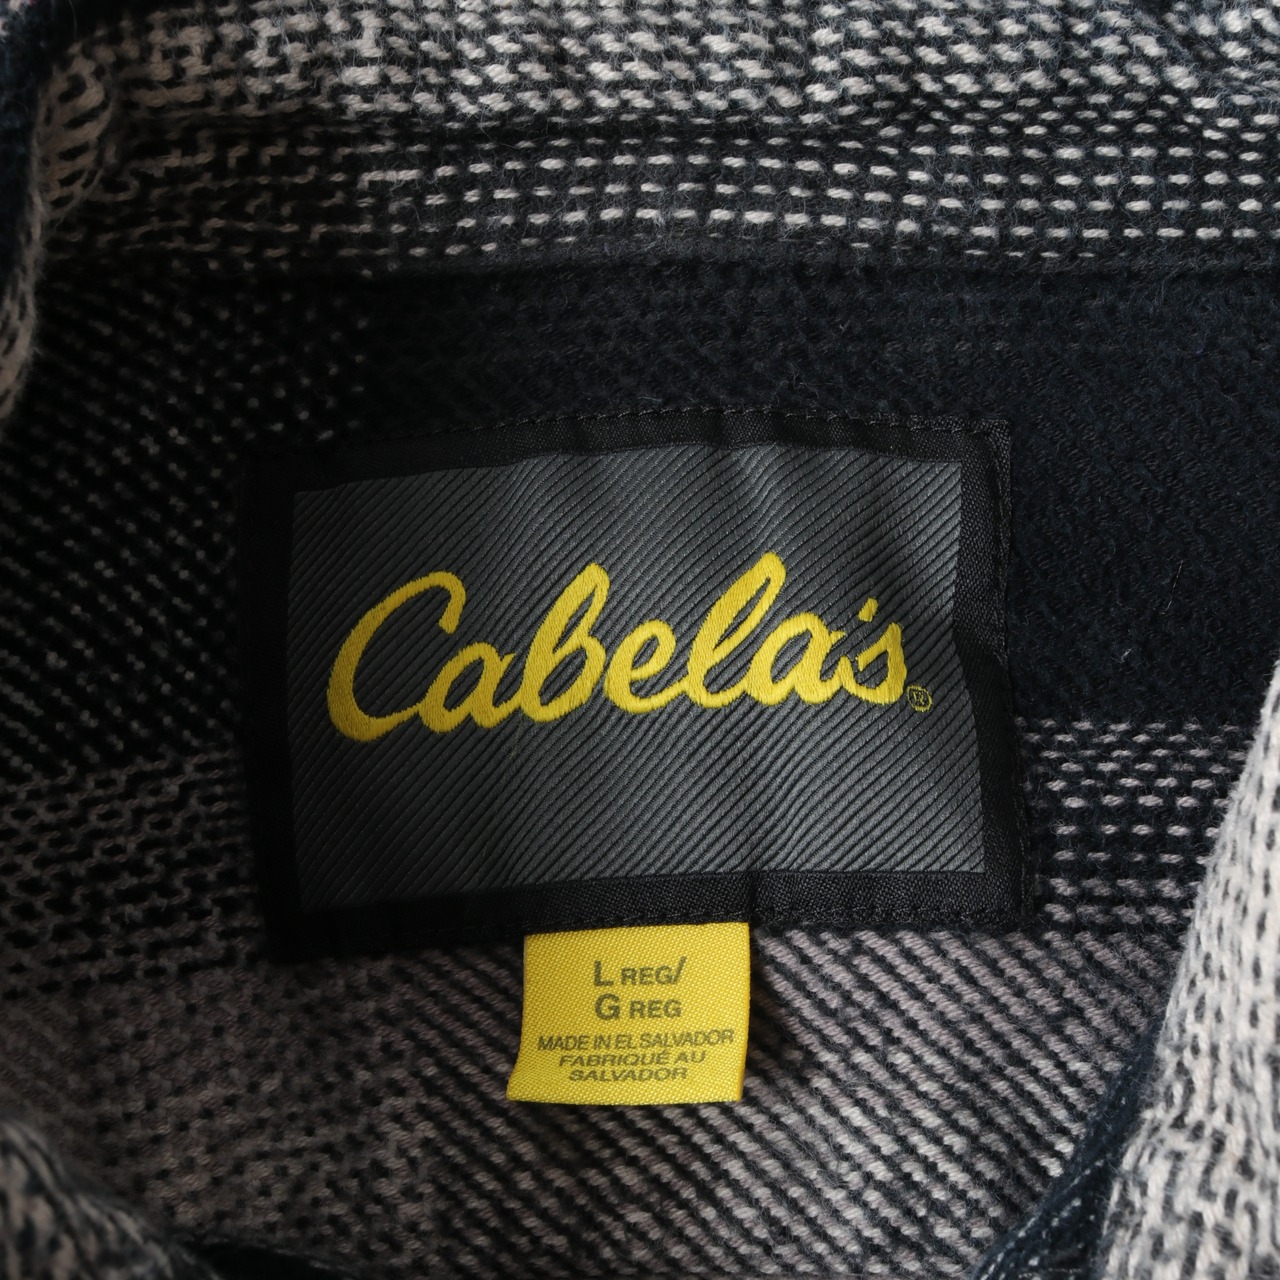 Cabela's®
L REG/
G REG
MADE IN EL SALVADOR
FABRIQUÉ AU
SALVADOR